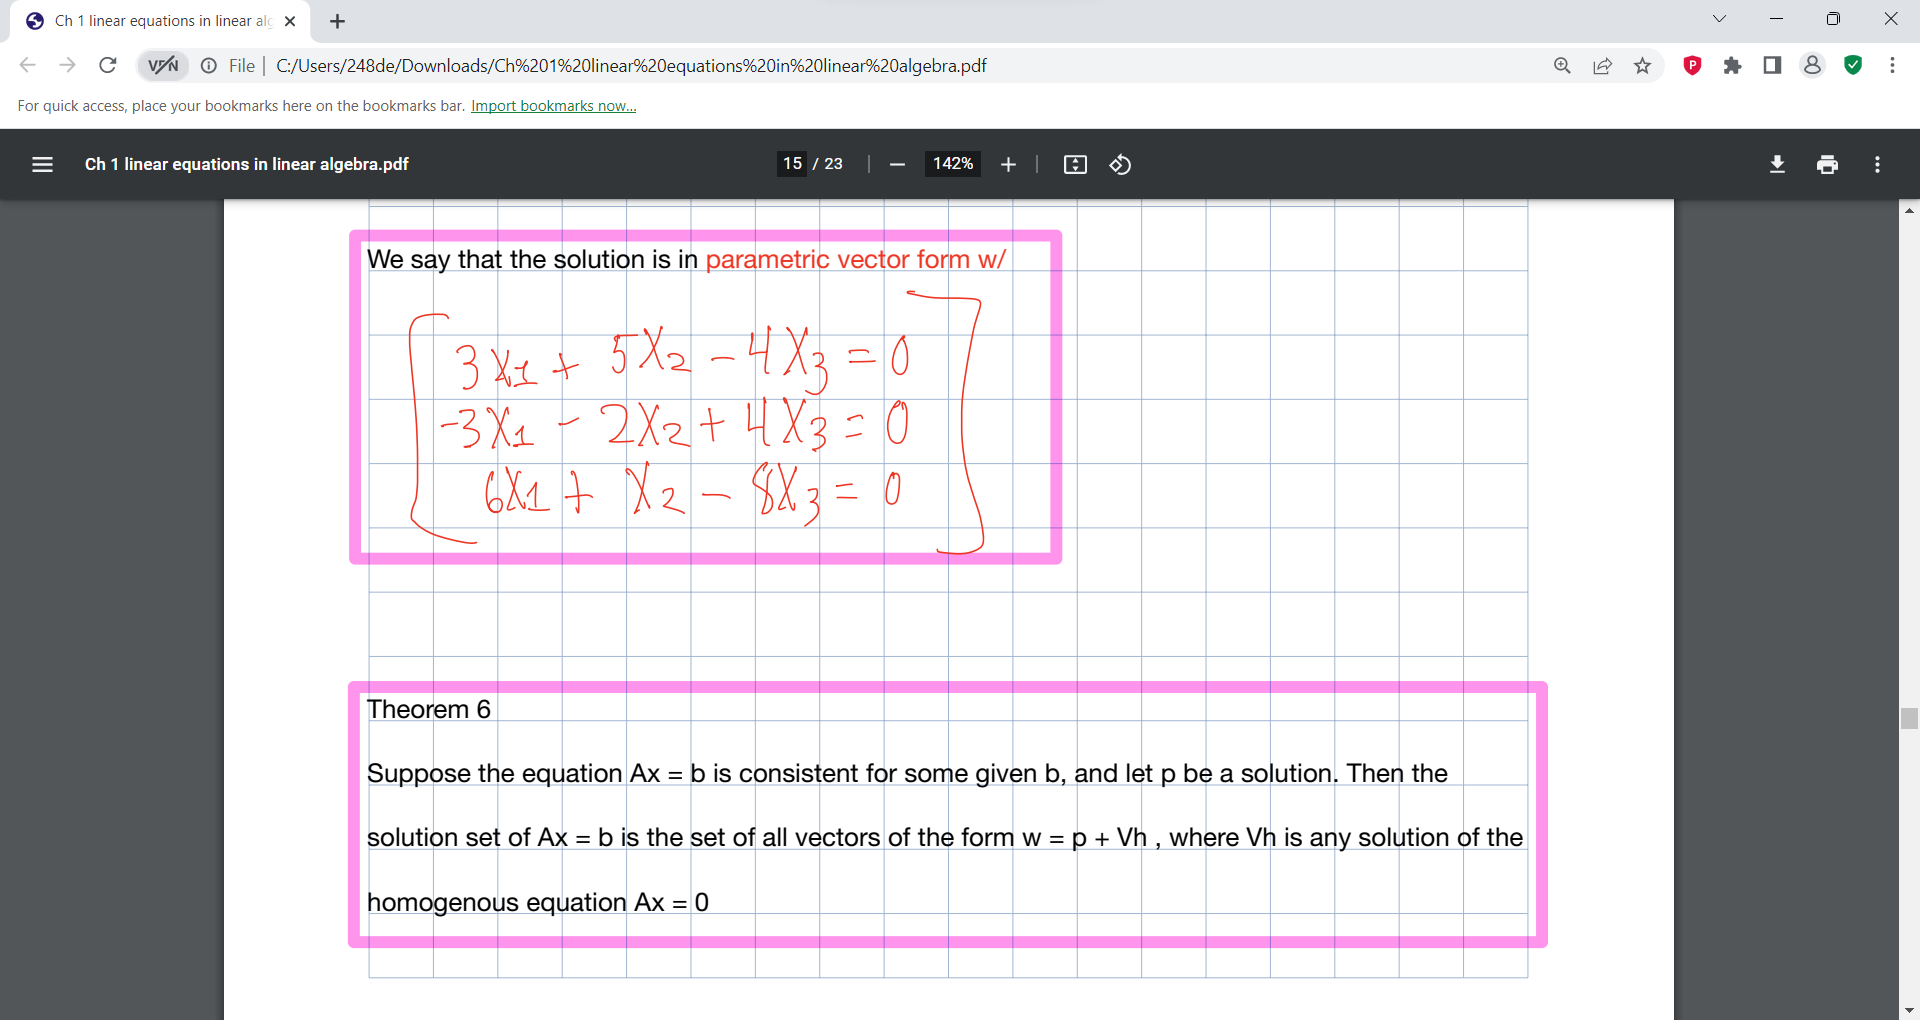 Ch 1 linear equations in linear alg
VPN File C:/Users/248de/Downloads/Ch%201%20linear%20equations%20in%20linear%20algebra.pdf
For quick access, place your bookmarks here on the bookmarks bar. Import bookmarks now...
Ch 1 linear equations in linear algebra.pdf 15 / 23 142%
We say that the solution is in parametric vector form w/
3X1 + 5X2 - 4X3 = 0
-3X1 - 2X2 + 4X3 = 0
6X1 + X2 - 8X3 = 0
Theorem 6
Suppose the equation Ax = b is consistent for some given b, and let p be a solution. Then the
solution set of Ax = b is the set of all vectors of the form w = p + Vh , where Vh is any solution of the
homogenous equation Ax = 0